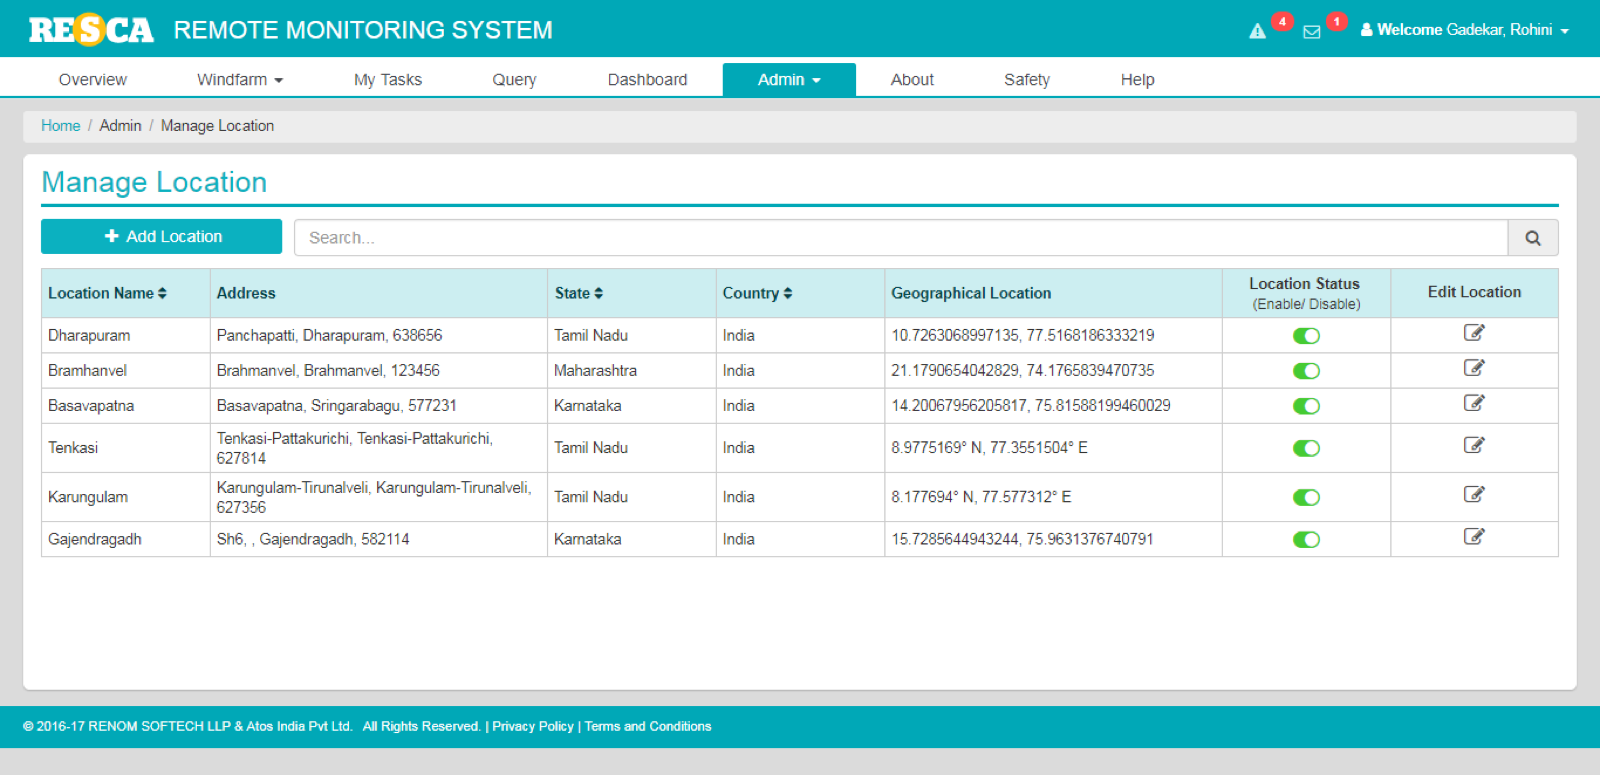 RESCA REMOTE MONITORING SYSTEM 4 1 Welcome Gadekar, Rohini
Overview Windfarm My Tasks Query Dashboard Admin About Safety Help
Home / Admin / Manage Location
Manage Location
Add Location Search...
Location Name Address State Country Geographical Location Location Status (Enable/ Disable) Edit Location
Dharapuram Panchapatti, Dharapuram, 638656 Tamil Nadu India 10.7263068997135, 77.5168186333219
Bramhanvel Brahmanvel, Brahmanvel, 123456 Maharashtra India 21.1790654042829, 74.1765839470735
Basavapatna Basavapatna, Sringarabagu, 577231 Karnataka India 14.20067956205817, 75.81588199460029
Tenkasi Tenkasi-Pattakurichi, Tenkasi-Pattakurichi, 627814 Tamil Nadu India 8.9775169° N, 77.3551504° E
Karungulam Karungulam-Tirunalveli, Karungulam-Tirunalveli, 627356 Tamil Nadu India 8.177694° N, 77.577312° E
Gajendragadh Sh6, , Gajendragadh, 582114 Karnataka India 15.7285644943244, 75.9631376740791
© 2016-17 RENOM SOFTECH LLP & Atos India Pvt Ltd. All Rights Reserved. | Privacy Policy | Terms and Conditions